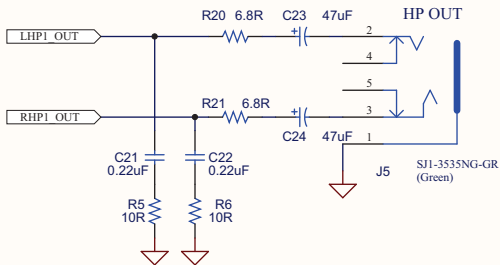 R20 6.8R C23 47uF HP OUT
LHP1_OUT
+
2
4
5
RHP1_OUT
R21 6.8R
+
3
C24 47uF
1
C21 C22
0.22uF 0.22uF
J5
SJ1-3535NG-GR
(Green)
R5 R6
10R 10R